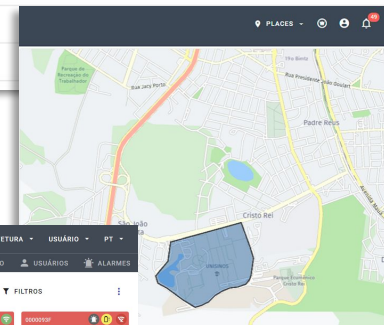 PLACES
49
Parque de
Recreação do
Trabalhador
Rua Jacy Porto
Rua Presidente João Goulart
Padre Reus
São João
Cristo Rei
UNISINOS
Parque Ecumênico
Cristo Rei
ETURA USUÁRIO PT
USUÁRIOS ALARMES
FILTROS